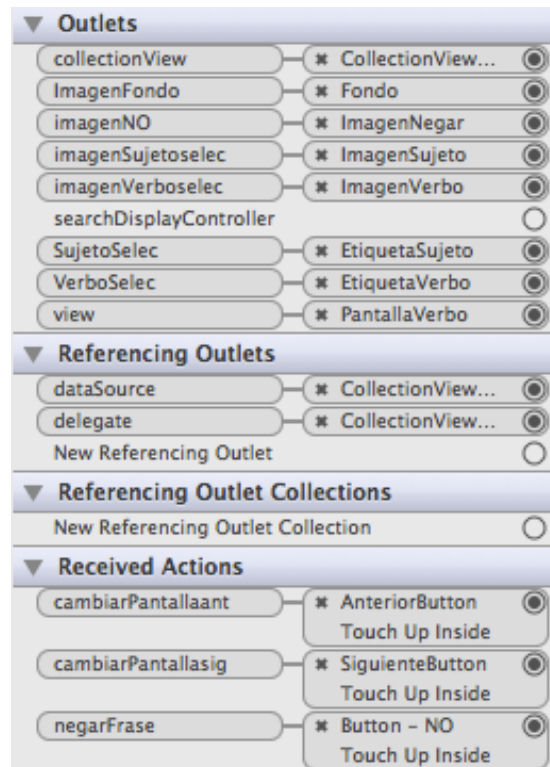 Outlets
collectionView CollectionView...
ImagenFondo Fondo
imagenNO ImagenNegar
imagenSujetoselec ImagenSujeto
imagenVerboselec ImagenVerbo
searchDisplayController
SujetoSelec EtiquetaSujeto
VerboSelec EtiquetaVerbo
view PantallaVerbo
Referencing Outlets
dataSource CollectionView...
delegate CollectionView...
New Referencing Outlet
Referencing Outlet Collections
New Referencing Outlet Collection
Received Actions
cambiarPantallaant AnteriorButton
Touch Up Inside
cambiarPantallasig SiguienteButton
Touch Up Inside
negarFrase Button – NO
Touch Up Inside